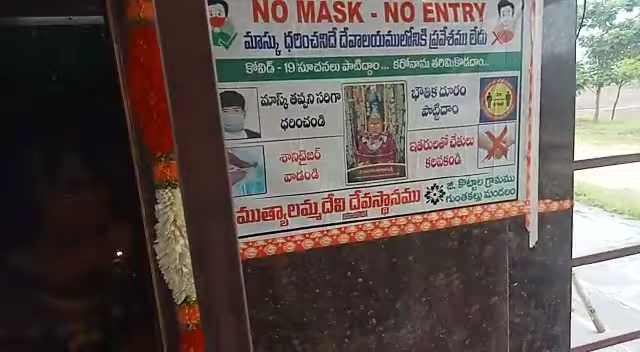 NO MASK - NO ENTRY
మాస్కు ధరించనిదే దేవాలయములోనికి ప్రవేశము లేదు
కోవిడ్ - 19 సూచనలు పాటిద్దాం... కరోనాను తరిమికొడదాం...
మాస్క్ తప్పని సరిగా
ధరించండి
భౌతిక దూరం
పాట్టిదాం
శానిటైజర్
వాడండి
ఇతరులతో చేతులు
కలపకండి
ముత్యాలమ్మదేవి దేవస్థానము
జి. కొట్టాల గ్రామము
గుంతకల్లు మండలం